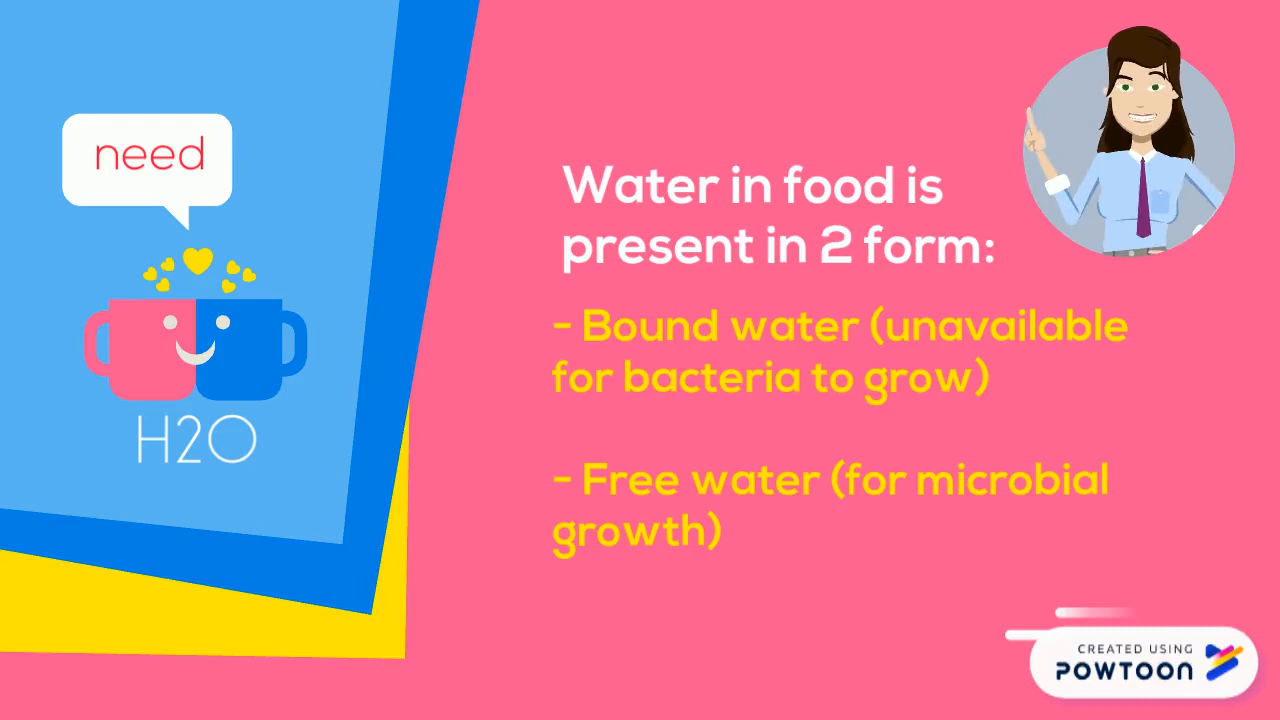 need
H2O
Water in food is
present in 2 form:
- Bound water (unavailable
for bacteria to grow)
- Free water (for microbial
growth)
CREATED USING
POWTOON